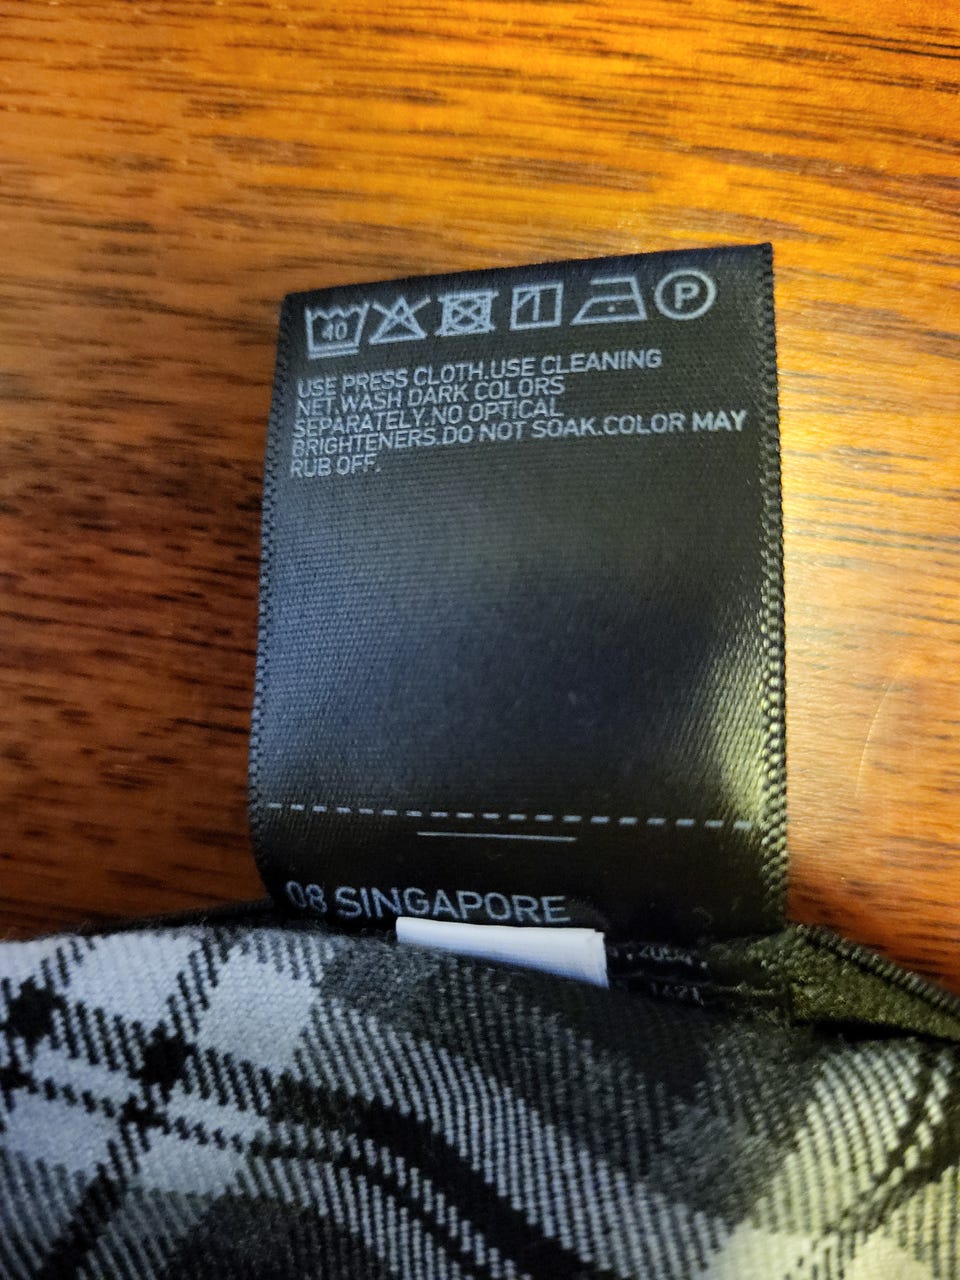 40 P
USE PRESS CLOTH.USE CLEANING
NET.WASH DARK COLORS
SEPARATELY.NO OPTICAL
BRIGHTENERS.DO NOT SOAK.COLOR MAY
RUB OFF.
08 SINGAPORE